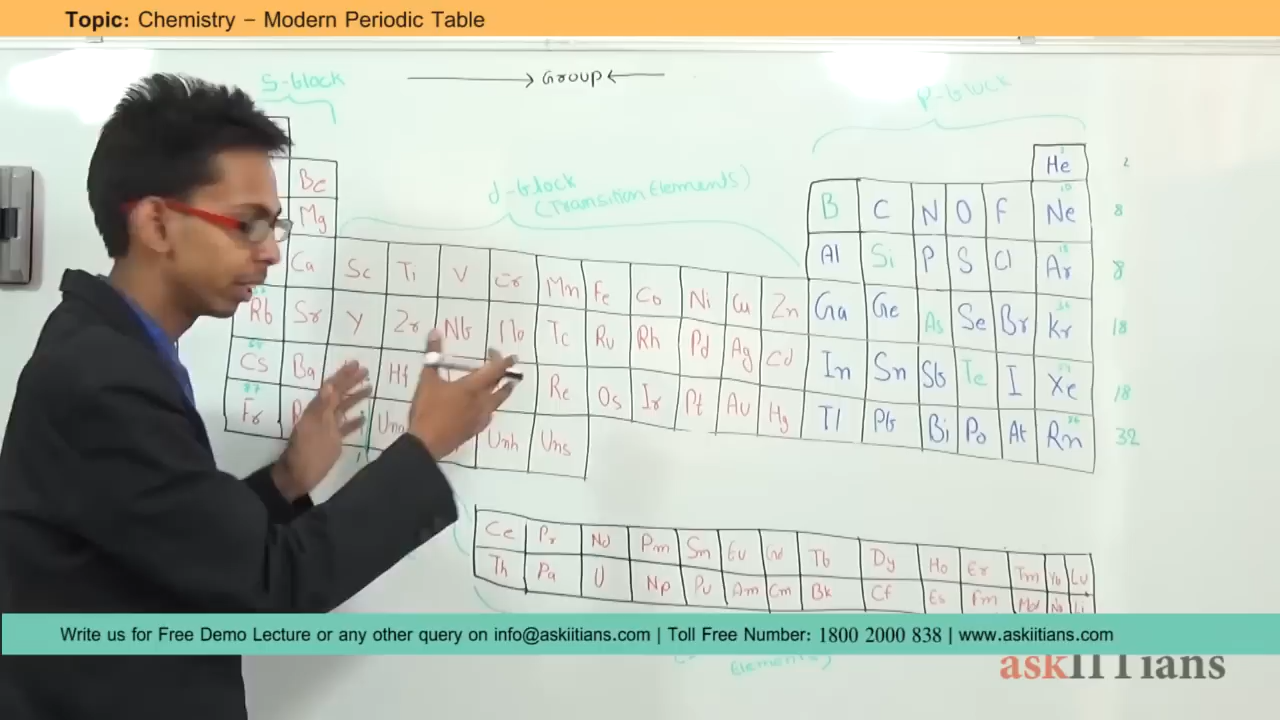 Topic: Chemistry – Modern Periodic Table
S-block
Group
p-block
d-block
(Transition Elements)
He 2
Be B C N O F Ne 10 8
Mg Al Si P S Cl Ar 18 8
Ca Sc Ti V Cr Mn Fe Co Ni Cu Zn Ga Ge As Se Br Kr 36 18
Rb Sr Y Zr Nb Mo Tc Ru Rh Pd Ag Cd In Sn Sb Te I Xe 18
Cs Ba Hf Re Os Ir Pt Au Hg Tl Pb Bi Po At Rn 86 32
87 Fr Unq Unh Uns
Ce Pr Nd Pm Sm Eu Gd Tb Dy Ho Er Tm Yb Lu
Th Pa U Np Pu Am Cm Bk Cf Es Fm Md No
Write us for Free Demo Lecture or any other query on info@askiitians.com | Toll Free Number: 1800 2000 838 | www.askiitians.com
Elements)
askIITians